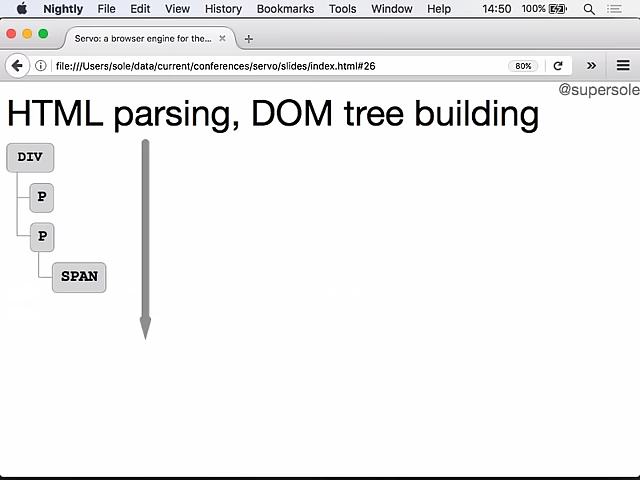 Nightly File Edit View History Bookmarks Tools Window Help 14:50 100%
Servo: a browser engine for the...
file:///Users/sole/data/current/conferences/servo/slides/index.html#26 80%
@supersole
HTML parsing, DOM tree building
DIV
P
P
SPAN